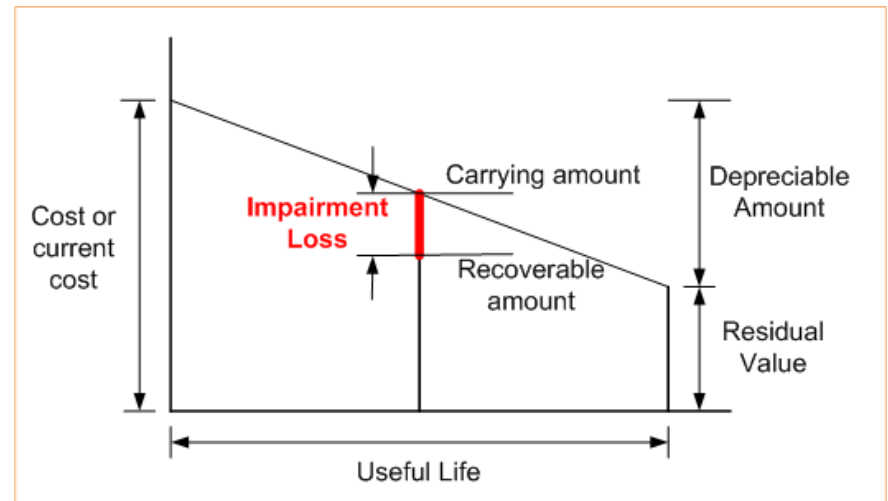 Cost or
current
cost
Impairment
Loss
Carrying amount
Recoverable
amount
Depreciable
Amount
Residual
Value
Useful Life